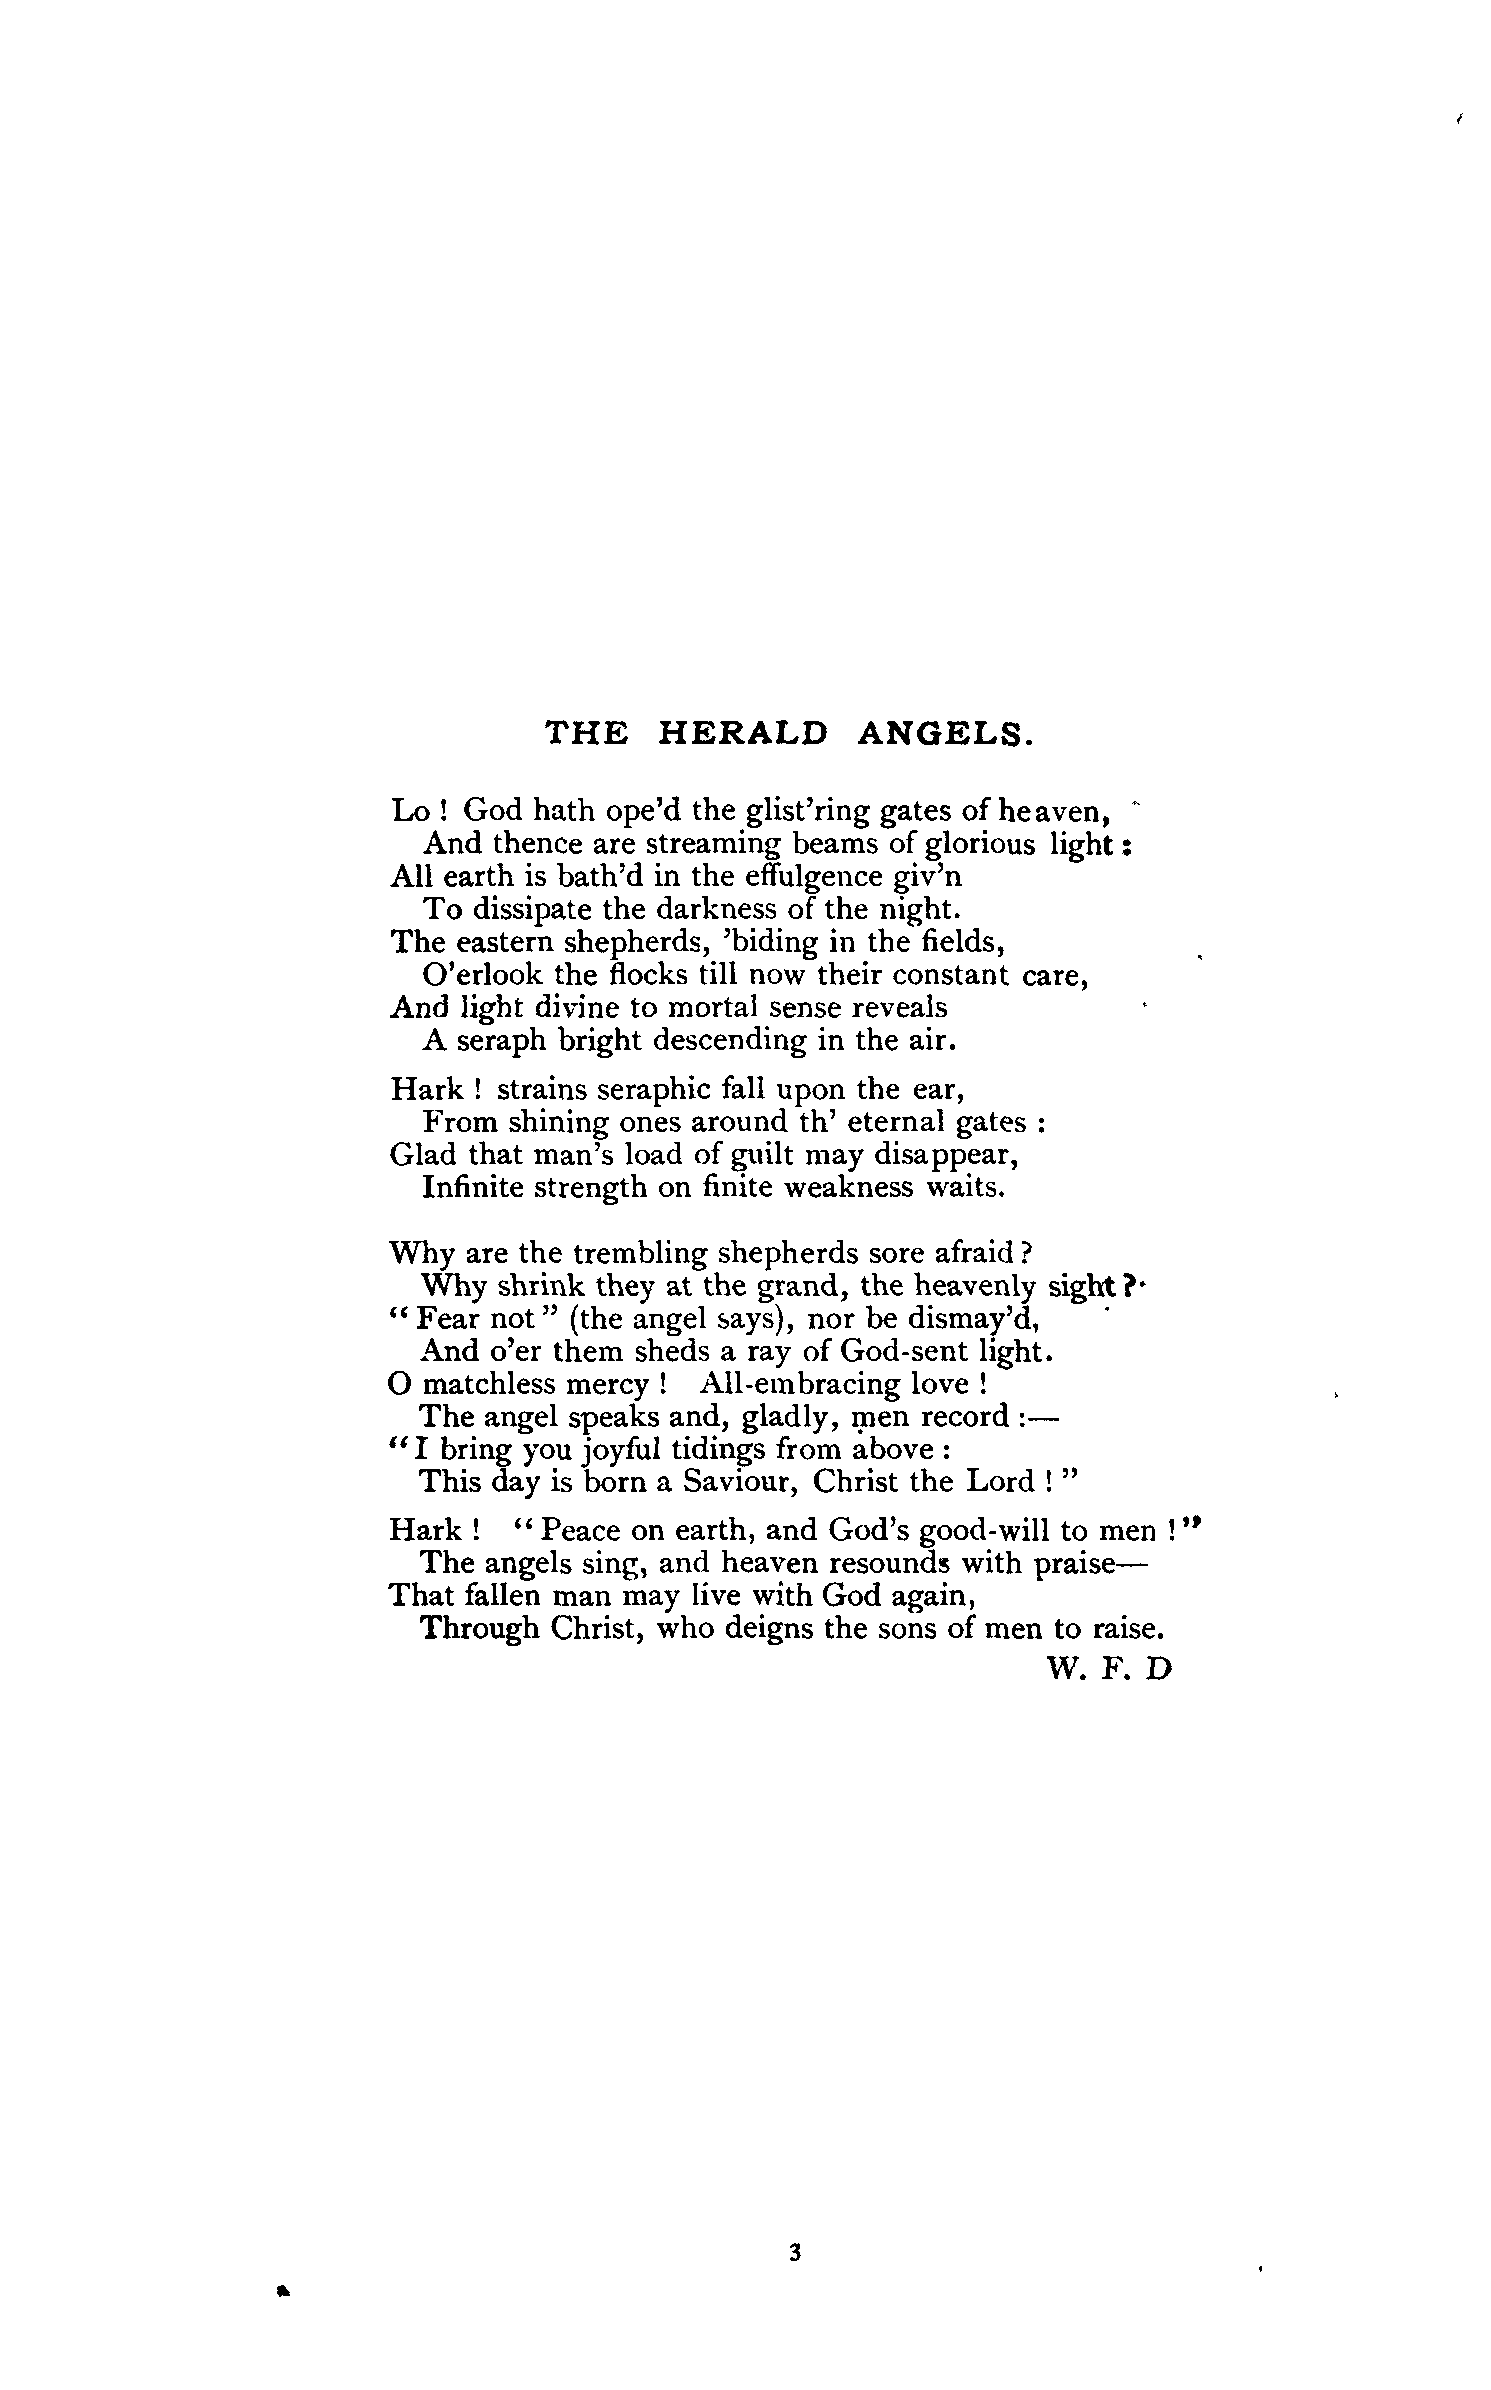 THE HERALD ANGELS.
Lo ! God hath ope’d the glist’ring gates of heaven,
And thence are streaming beams of glorious light :
All earth is bath’d in the effulgence giv’n
To dissipate the darkness of the night.
The eastern shepherds, ’biding in the fields,
O’erlook the flocks till now their constant care,
And light divine to mortal sense reveals
A seraph bright descending in the air.
Hark ! strains seraphic fall upon the ear,
From shining ones around th’ eternal gates :
Glad that man’s load of guilt may disappear,
Infinite strength on finite weakness waits.
Why are the trembling shepherds sore afraid ?
Why shrink they at the grand, the heavenly sight ?
“ Fear not ” (the angel says), nor be dismay’d,
And o’er them sheds a ray of God-sent light.
O matchless mercy ! All-embracing love !
The angel speaks and, gladly, men record :—
“ I bring you joyful tidings from above :
This day is born a Saviour, Christ the Lord ! ”
Hark ! “ Peace on earth, and God’s good-will to men ! ”
The angels sing, and heaven resounds with praise—
That fallen man may live with God again,
Through Christ, who deigns the sons of men to raise.
W. F. D
3